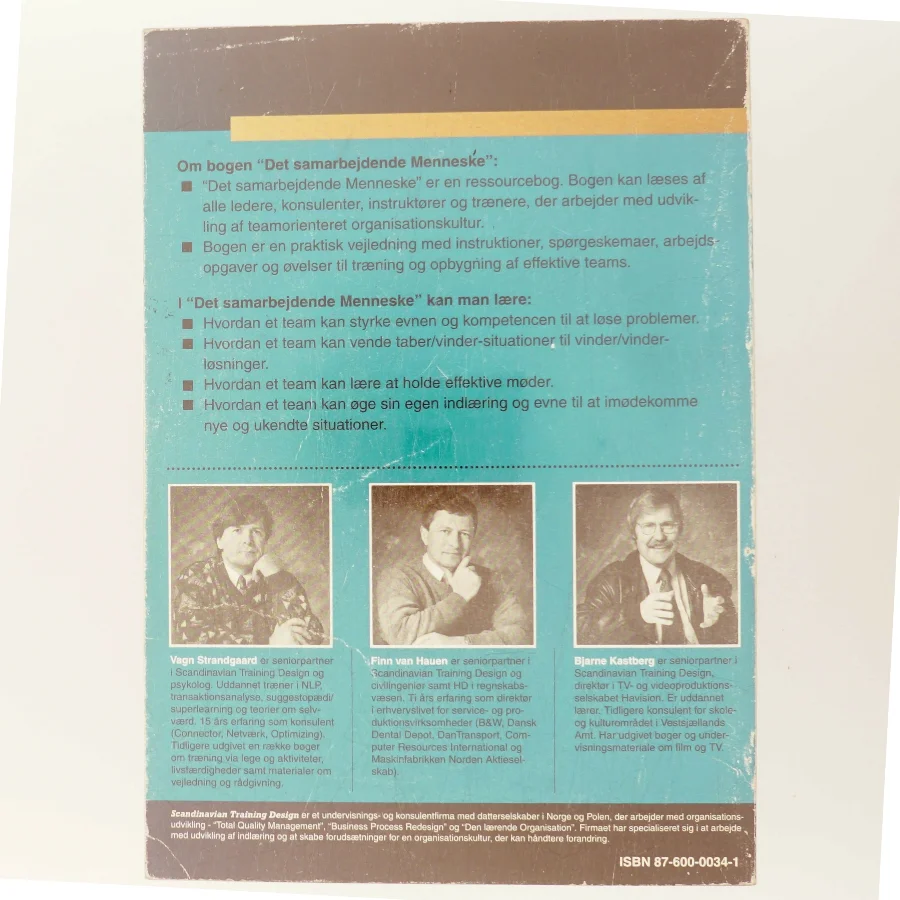 Om bogen “Det samarbejdende Menneske”:
■ “Det samarbejdende Menneske” er en ressourcebog. Bogen kan læses af
alle ledere, konsulenter, instruktører og trænere, der arbejder med udvik-
ling af teamorienteret organisationskultur.
■ Bogen er en praktisk vejledning med instruktioner, spørgeskemaer, arbejds-
opgaver og øvelser til træning og opbygning af effektive teams.
I “Det samarbejdende Menneske” kan man lære:
■ Hvordan et team kan styrke evnen og kompetencen til at løse problemer.
■ Hvordan et team kan vende taber/vinder-situationer til vinder/vinder-
løsninger.
■ Hvordan et team kan lære at holde effektive møder.
■ Hvordan et team kan øge sin egen indlæring og evne til at imødekomme
nye og ukendte situationer.
Vagn Strandgaard er seniorpartner
i Scandinavian Training Design og
psykolog. Uddannet træner i NLP,
transaktionsanalyse, suggestopædi/
superlearning og teorier om selv-
værd. 15 års erfaring som konsulent
(Connector, Netværk, Optimizing).
Tidligere udgivet en række bøger
om træning via lege og aktiviteter,
livsfærdigheder samt materialer om
vejledning og rådgivning.
Finn van Hauen er seniorpartner i
Scandinavian Training Design og
civilingeniør samt HD i regnskabs-
væsen. Ti års erfaring som direktør
i erhvervslivet for service- og pro-
duktionsvirksomheder (B&W, Dansk
Dental Depot, DanTransport, Com-
puter Resources International og
Maskinfabrikken Norden Aktiesel-
skab).
Bjarne Kastberg er seniorpartner i
Scandinavian Training Design,
direktør i TV- og videoproduktions-
selskabet Havision. Er uddannet
lærer. Tidligere konsulent for skole-
og kulturområdet i Vestsjællands
Amt. Har udgivet bøger og under-
visningsmateriale om film og TV.
Scandinavian Training Design er et undervisnings- og konsulentfirma med datterselskaber i Norge og Polen, der arbejder med organisations-
udvikling - “Total Quality Management”, “Business Process Redesign” og “Den lærende Organisation”. Firmaet har specialiseret sig i at arbejde
med udvikling af indlæring og at skabe forudsætninger for en organisationskultur, der kan håndtere forandring.
ISBN 87-600-0034-1